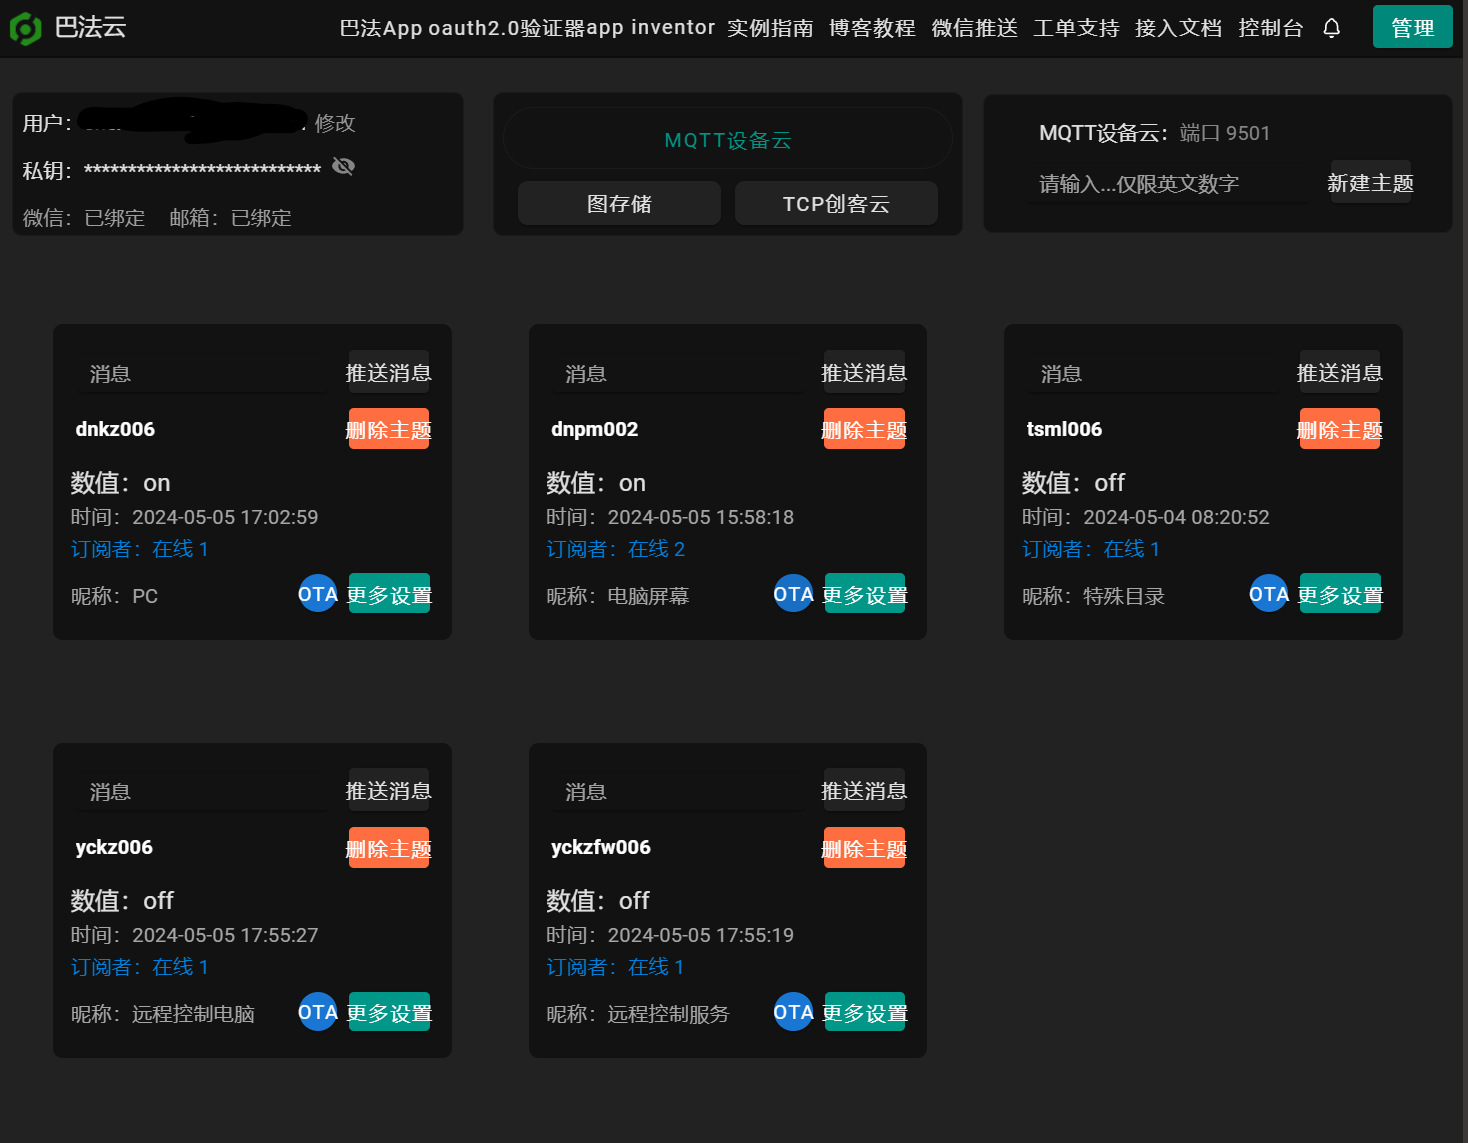 巴法云
巴法App oauth2.0验证器app inventor 实例指南 博客教程 微信推送 工单支持 接入文档 控制台 管理
用户： 修改
私钥：***************************
微信：已绑定 邮箱：已绑定
MQTT设备云
图存储 TCP创客云
MQTT设备云：端口 9501
请输入...仅限英文数字 新建主题
消息 推送消息
dnkz006 删除主题
数值：on
时间：2024-05-05 17:02:59
订阅者：在线 1
昵称：PC OTA 更多设置
消息 推送消息
dnpm002 删除主题
数值：on
时间：2024-05-05 15:58:18
订阅者：在线 2
昵称：电脑屏幕 OTA 更多设置
消息 推送消息
tsml006 删除主题
数值：off
时间：2024-05-04 08:20:52
订阅者：在线 1
昵称：特殊目录 OTA 更多设置
消息 推送消息
yckz006 删除主题
数值：off
时间：2024-05-05 17:55:27
订阅者：在线 1
昵称：远程控制电脑 OTA 更多设置
消息 推送消息
yckzfw006 删除主题
数值：off
时间：2024-05-05 17:55:19
订阅者：在线 1
昵称：远程控制服务 OTA 更多设置